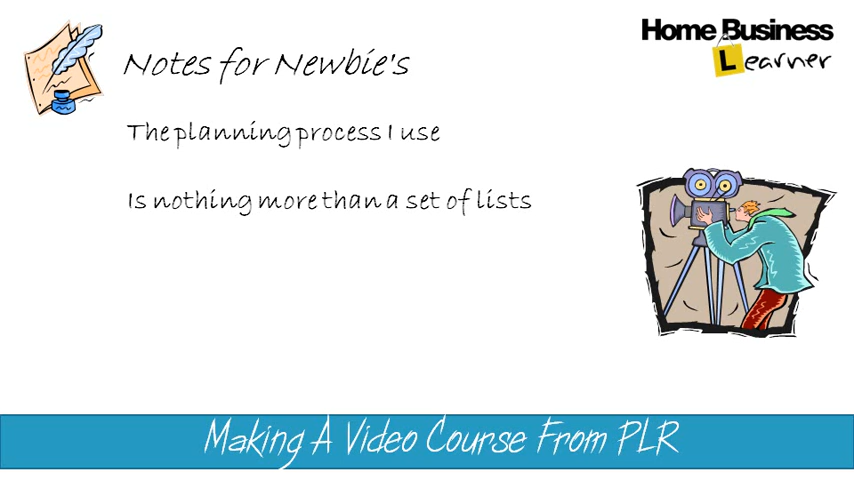 Home Business
Learner
Notes for Newbie's
The planning process I use
Is nothing more than a set of lists
Making A Video Course From PLR